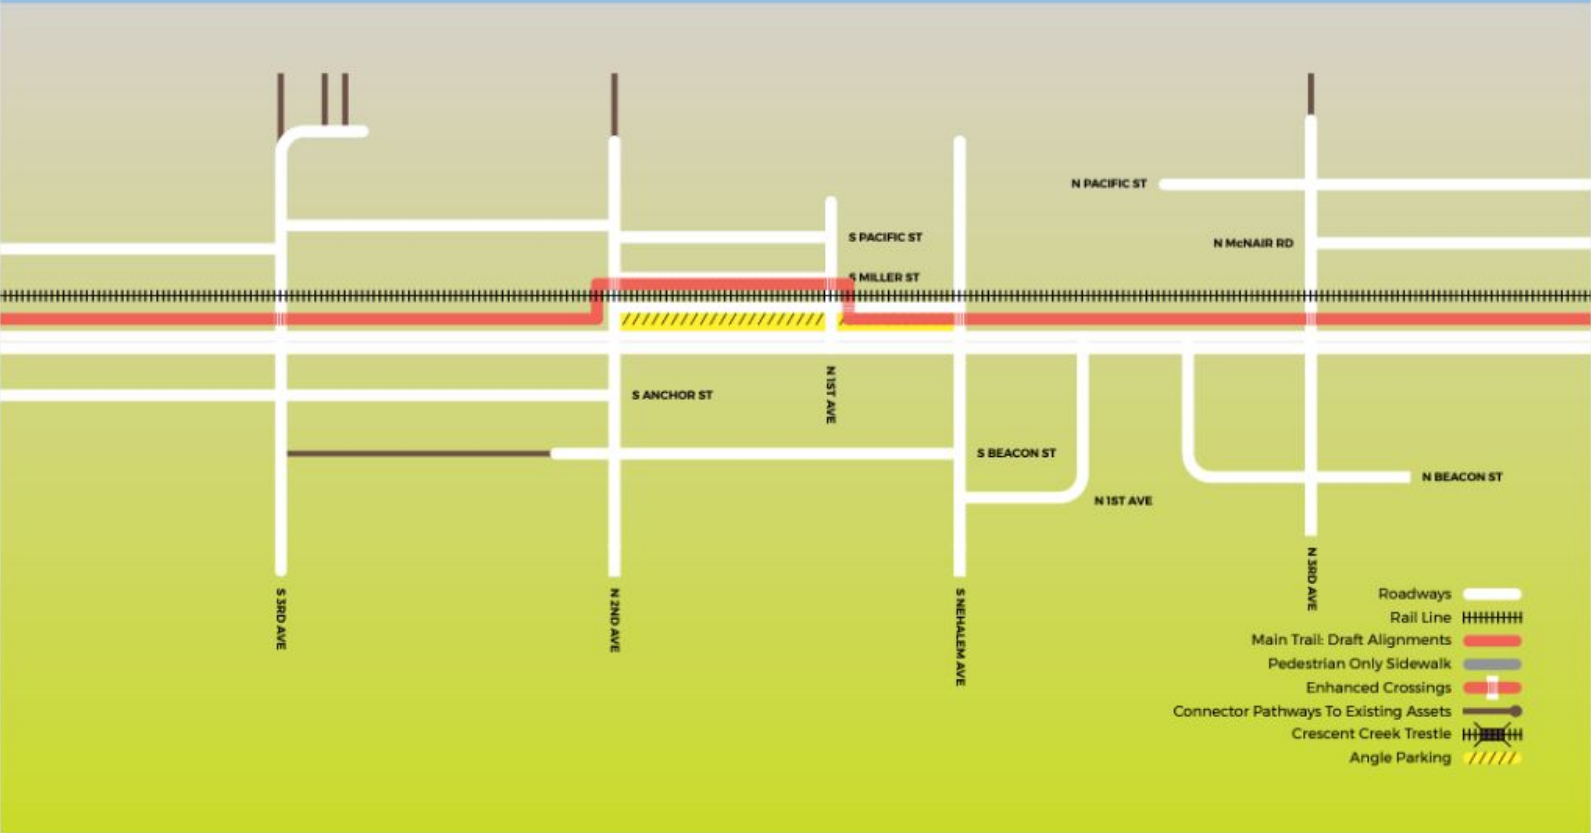 N PACIFIC ST
S PACIFIC ST
N McNAIR RD
S MILLER ST
N 1ST AVE
S ANCHOR ST
S BEACON ST
N BEACON ST
N 1ST AVE
S 3RD AVE
N 2ND AVE
S NEHALEM AVE
N 3RD AVE
Roadways
Rail Line
Main Trail: Draft Alignments
Pedestrian Only Sidewalk
Enhanced Crossings
Connector Pathways To Existing Assets
Crescent Creek Trestle
Angle Parking